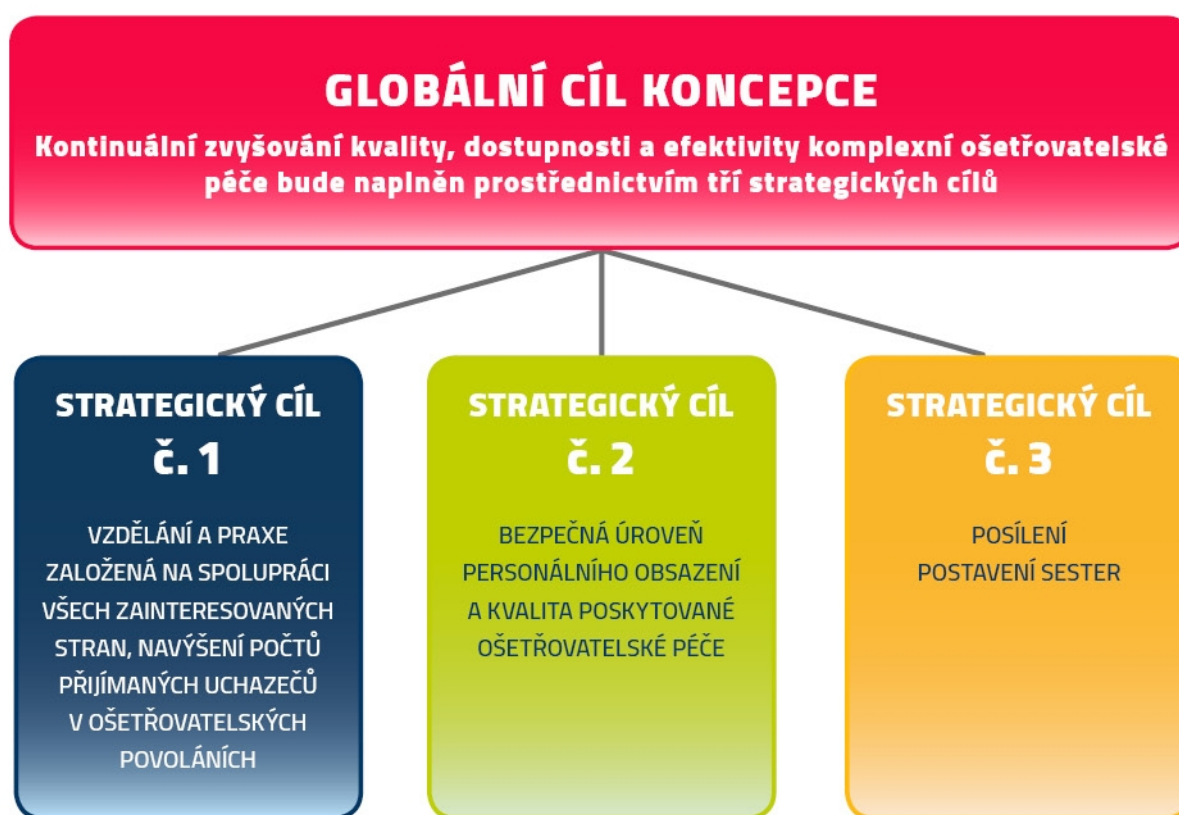 GLOBÁLNÍ CÍL KONCEPCE
Kontinuální zvyšování kvality, dostupnosti a efektivity komplexní ošetřovatelské
péče bude naplněn prostřednictvím tří strategických cílů
STRATEGICKÝ CÍL
č. 1
VZDĚLÁNÍ A PRAXE
ZALOŽENÁ NA SPOLUPRÁCI
VŠECH ZAINTERESOVANÝCH
STRAN, NAVÝŠENÍ POČTŮ
PŘIJÍMANÝCH UCHAZEČŮ
V OŠETŘOVATELSKÝCH
POVOLÁNÍCH
STRATEGICKÝ CÍL
č. 2
BEZPEČNÁ ÚROVEŇ
PERSONÁLNÍHO OBSAZENÍ
A KVALITA POSKYTOVANÉ
OŠETŘOVATELSKÉ PÉČE
STRATEGICKÝ CÍL
č. 3
POSÍLENÍ
POSTAVENÍ SESTER